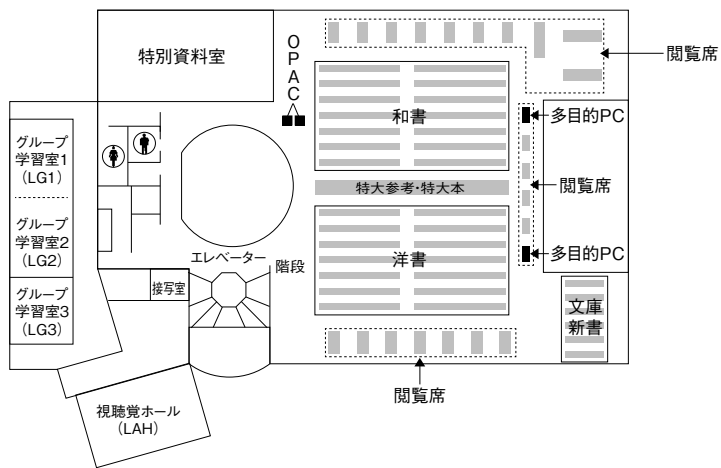 特別資料室
OPAC
閲覧席
和書
多目的PC
グループ
学習室1
(LG1)
特大参考・特大本
閲覧席
グループ
学習室2
(LG2)
洋書
多目的PC
エレベーター
階段
接写室
グループ
学習室3
(LG3)
文庫
新書
閲覧席
視聴覚ホール
(LAH)